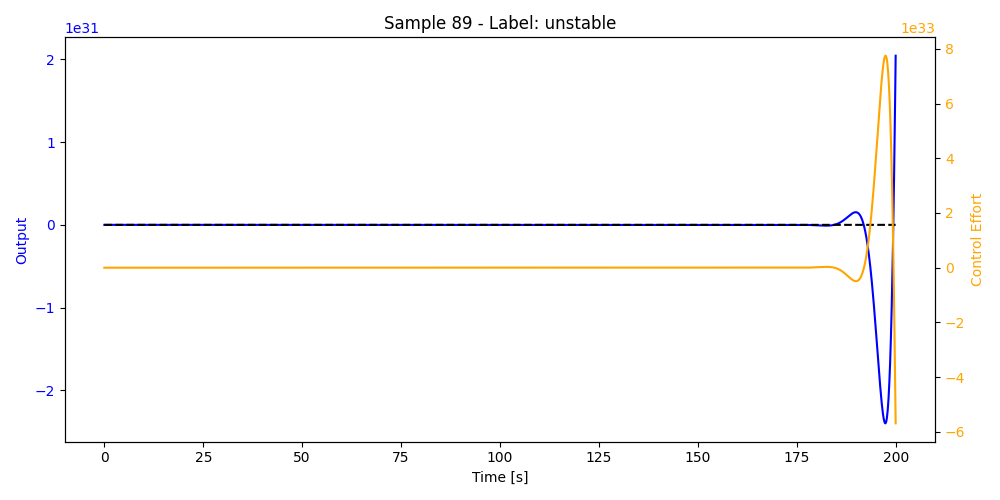 Sample 89 - Label: unstable
1e31
1e33
2
1
0
−1
−2
Output
8
6
4
2
0
−2
−4
−6
Control Effort
0 25 50 75 100 125 150 175 200
Time [s]